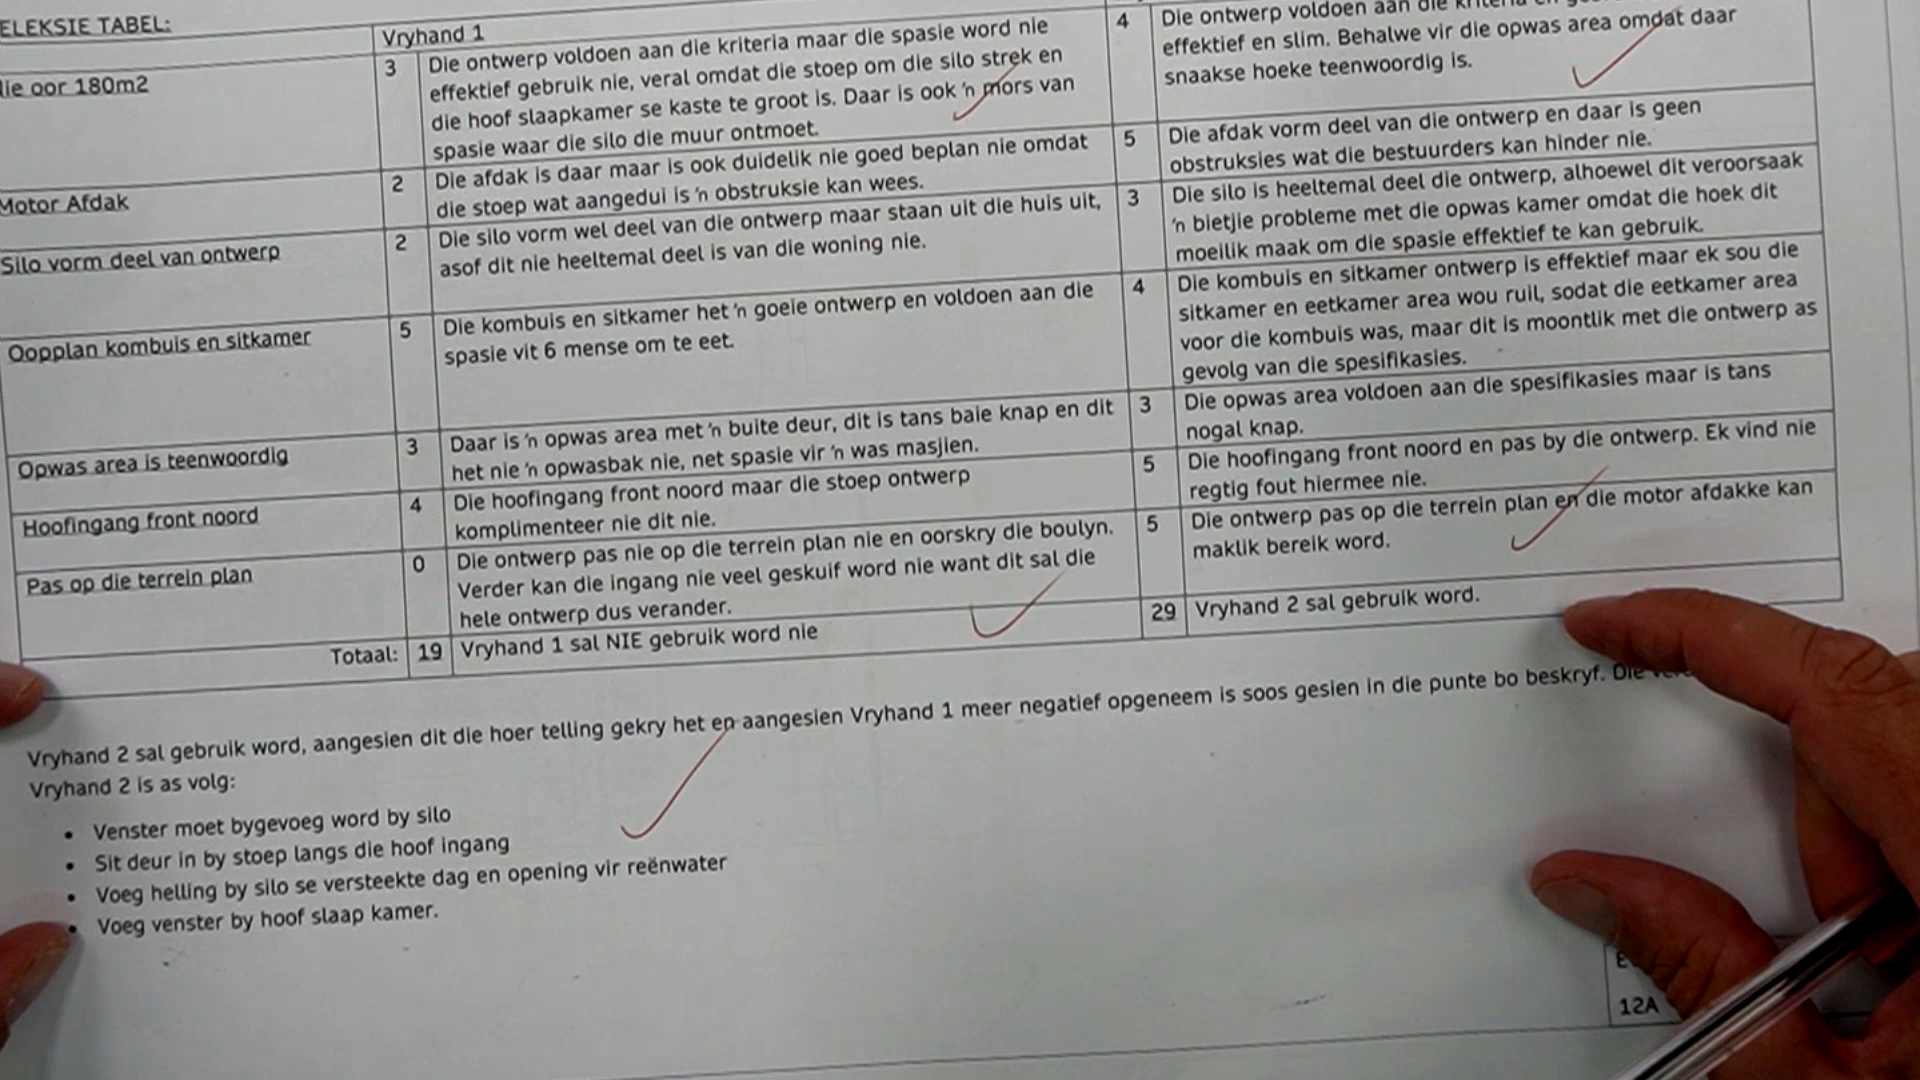 ELEKSIE TABEL:
Vryhand 1
ie oor 180m2
3
Die ontwerp voldoen aan die kriteria maar die spasie word nie
effektief gebruik nie, veral omdat die stoep om die silo strek en
die hoof slaapkamer se kaste te groot is. Daar is ook 'n mors van
spasie waar die silo die muur ontmoet.
4
Die ontwerp voldoen aan die kriteria en
effektief en slim. Behalwe vir die opwas area omdat daar
snaakse hoeke teenwoordig is.
Motor Afdak
2
Die afdak is daar maar is ook duidelik nie goed beplan nie omdat
die stoep wat aangedui is 'n obstruksie kan wees.
5
Die afdak vorm deel van die ontwerp en daar is geen
obstruksies wat die bestuurders kan hinder nie.
Silo vorm deel van ontwerp
2
Die silo vorm wel deel van die ontwerp maar staan uit die huis uit,
asof dit nie heeltemal deel is van die woning nie.
3
Die silo is heeltemal deel die ontwerp, alhoewel dit veroorsaak
'n bietjie probleme met die opwas kamer omdat die hoek dit
moeilik maak om die spasie effektief te kan gebruik.
Oopplan kombuis en sitkamer
5
Die kombuis en sitkamer het 'n goeie ontwerp en voldoen aan die
spasie vit 6 mense om te eet.
4
Die kombuis en sitkamer ontwerp is effektief maar ek sou die
sitkamer en eetkamer area wou ruil, sodat die eetkamer area
voor die kombuis was, maar dit is moontlik met die ontwerp as
gevolg van die spesifikasies.
Opwas area is teenwoordig
3
Daar is 'n opwas area met 'n buite deur, dit is tans baie knap en dit
het nie 'n opwasbak nie, net spasie vir 'n was masjien.
3
Die opwas area voldoen aan die spesifikasies maar is tans
nogal knap.
Hoofingang front noord
4
Die hoofingang front noord maar die stoep ontwerp
komplimenteer nie dit nie.
5
Die hoofingang front noord en pas by die ontwerp. Ek vind nie
regtig fout hiermee nie.
Pas op die terrein plan
0
Die ontwerp pas nie op die terrein plan nie en oorskry die boulyn.
Verder kan die ingang nie veel geskuif word nie want dit sal die
hele ontwerp dus verander.
5
Die ontwerp pas op die terrein plan en die motor afdakke kan
maklik bereik word.
Totaal:
19
Vryhand 1 sal NIE gebruik word nie
29
Vryhand 2 sal gebruik word.
Vryhand 2 sal gebruik word, aangesien dit die hoer telling gekry het en aangesien Vryhand 1 meer negatief opgeneem is soos gesien in die punte bo beskryf. Die
Vryhand 2 is as volg:
• Venster moet bygevoeg word by silo
• Sit deur in by stoep langs die hoof ingang
• Voeg helling by silo se versteekte dag en opening vir reënwater
• Voeg venster by hoof slaap kamer.
12A